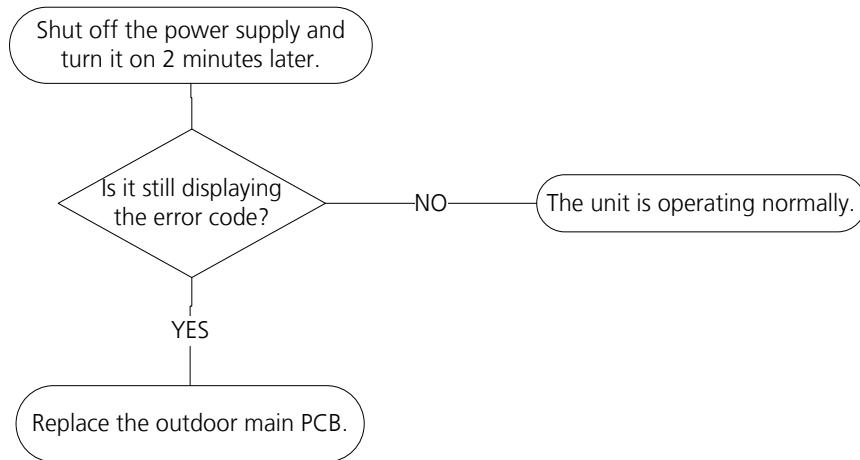 Shut off the power supply and
turn it on 2 minutes later.
Is it still displaying
the error code?
NO
The unit is operating normally.
YES
Replace the outdoor main PCB.